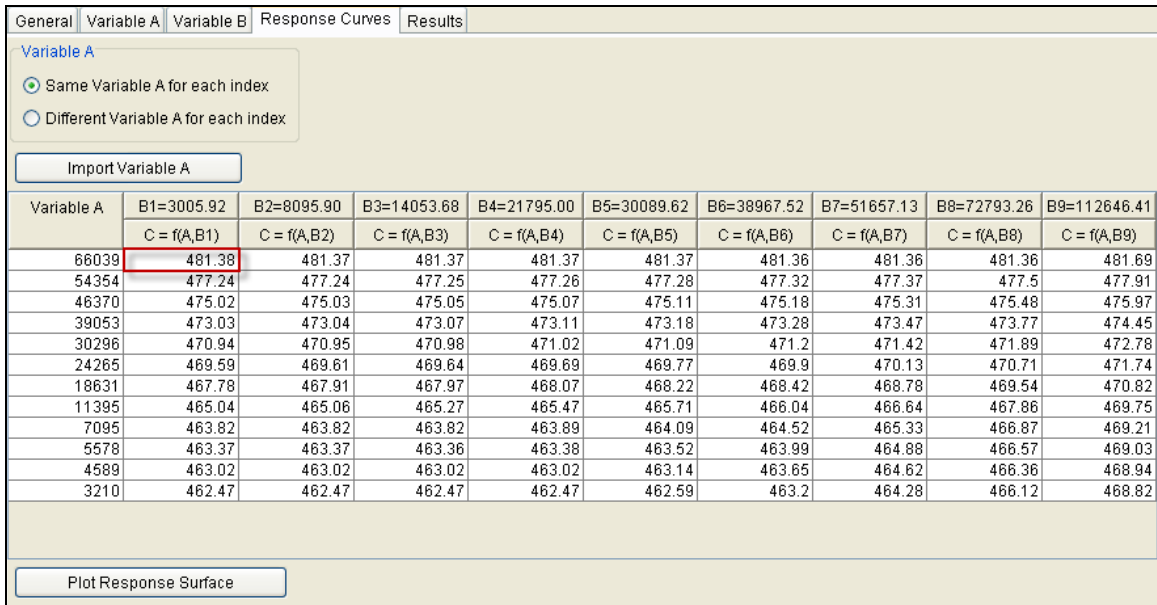 General Variable A Variable B Response Curves Results
Variable A
Same Variable A for each index
Different Variable A for each index
Import Variable A
Variable A B1=3005.92 B2=8095.90 B3=14053.68 B4=21795.00 B5=30089.62 B6=38967.52 B7=51657.13 B8=72793.26 B9=112646.41
C = f(A,B1) C = f(A,B2) C = f(A,B3) C = f(A,B4) C = f(A,B5) C = f(A,B6) C = f(A,B7) C = f(A,B8) C = f(A,B9)
66039 481.38 481.37 481.37 481.37 481.37 481.36 481.36 481.36 481.69
54354 477.24 477.24 477.25 477.26 477.28 477.32 477.37 477.5 477.91
46370 475.02 475.03 475.05 475.07 475.11 475.18 475.31 475.48 475.97
39053 473.03 473.04 473.07 473.11 473.18 473.28 473.47 473.77 474.45
30296 470.94 470.95 470.98 471.02 471.09 471.2 471.42 471.89 472.78
24265 469.59 469.61 469.64 469.69 469.77 469.9 470.13 470.71 471.74
18631 467.78 467.91 467.97 468.07 468.22 468.42 468.78 469.54 470.82
11395 465.04 465.06 465.27 465.47 465.71 466.04 466.64 467.86 469.75
7095 463.82 463.82 463.82 463.89 464.09 464.52 465.33 466.87 469.21
5578 463.37 463.37 463.36 463.38 463.52 463.99 464.88 466.57 469.03
4589 463.02 463.02 463.02 463.02 463.14 463.65 464.62 466.36 468.94
3210 462.47 462.47 462.47 462.47 462.59 463.2 464.28 466.12 468.82
Plot Response Surface